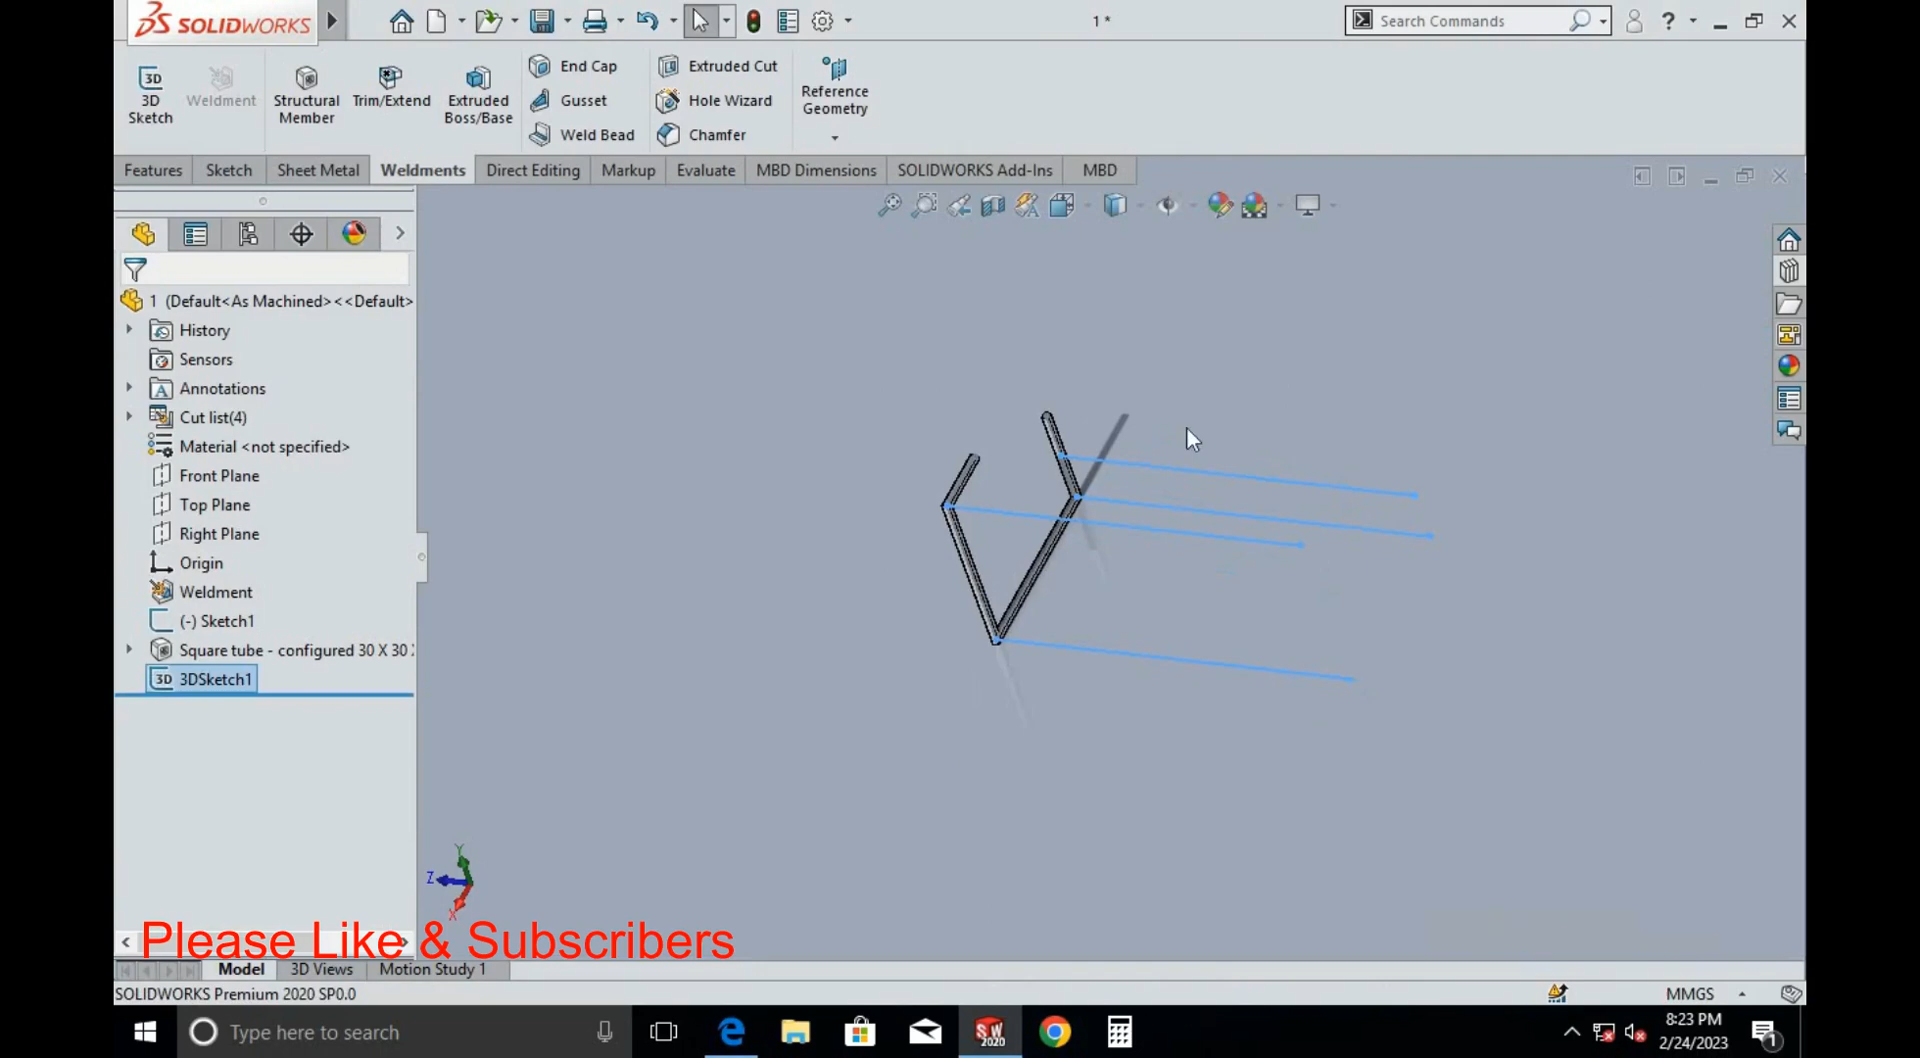 SOLIDWORKS
1 *
Search Commands
?
3D Sketch
Weldment
Structural Member
Trim/Extend
Extruded Boss/Base
End Cap
Gusset
Weld Bead
Extruded Cut
Hole Wizard
Chamfer
Reference Geometry
Features
Sketch
Sheet Metal
Weldments
Direct Editing
Markup
Evaluate
MBD Dimensions
SOLIDWORKS Add-Ins
MBD
1 (Default<As Machined><<Default>
History
Sensors
Annotations
Cut list(4)
Material <not specified>
Front Plane
Top Plane
Right Plane
Origin
Weldment
(-) Sketch1
Square tube - configured 30 X 30
3D 3DSketch1
Y
Z
X
Please Like & Subscribers
Model
3D Views
Motion Study 1
SOLIDWORKS Premium 2020 SP0.0
MMGS
Type here to search
SW 2020
8:23 PM
2/24/2023
1